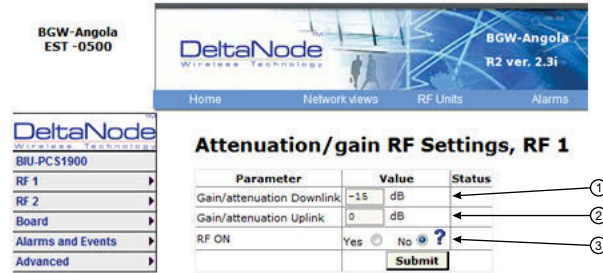 BGW-Angola
EST -0500
DeltaNode
Wireless Technology
BGW-Angola
R2 ver. 2.3i
Home Network views RF Units Alarms
DeltaNode
Wireless Technology
BIU-PCS1900
RF 1
RF 2
Board
Alarms and Events
Advanced
Attenuation/gain RF Settings, RF 1
Parameter Value Status
Gain/attenuation Downlink -15 dB
Gain/attenuation Uplink 0 dB
RF ON Yes No ?
Submit
1
2
3